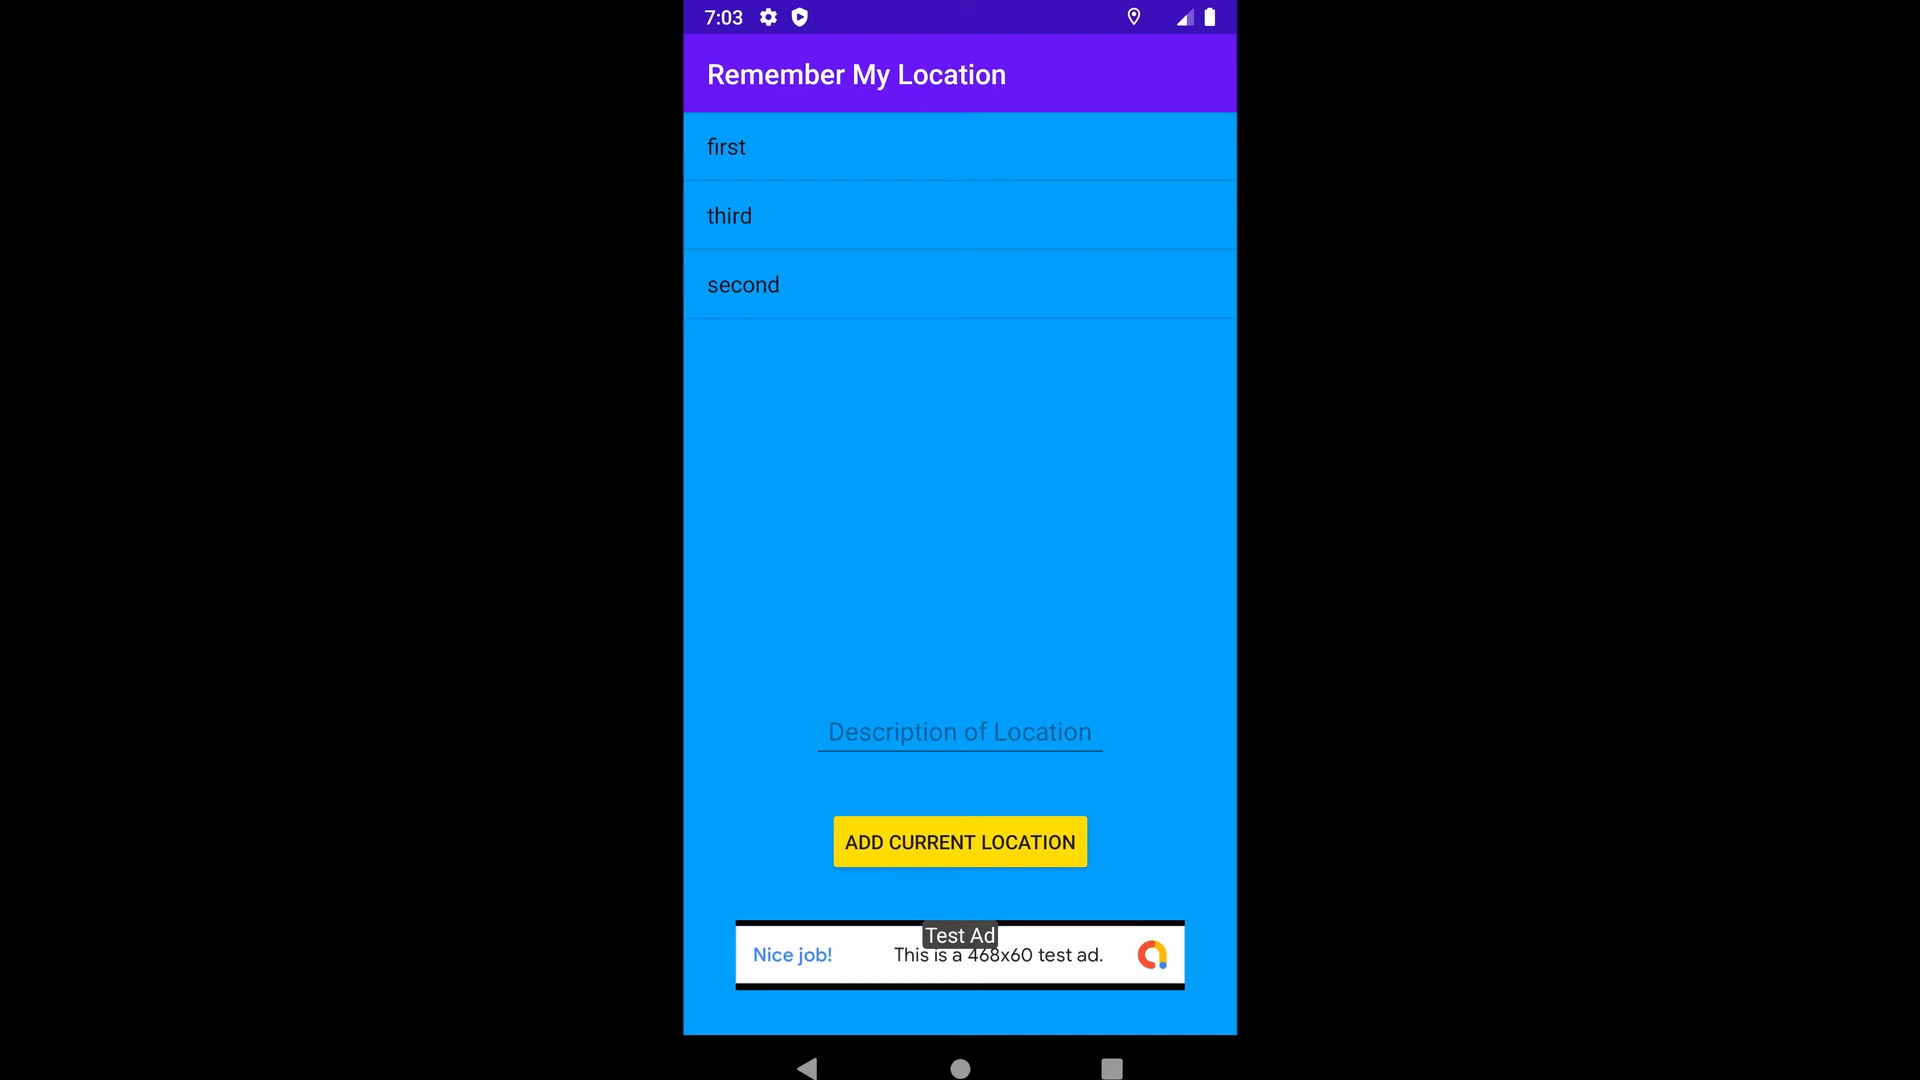 7:03
Remember My Location
first
third
second
Description of Location
ADD CURRENT LOCATION
Test Ad
Nice job! This is a 468x60 test ad.